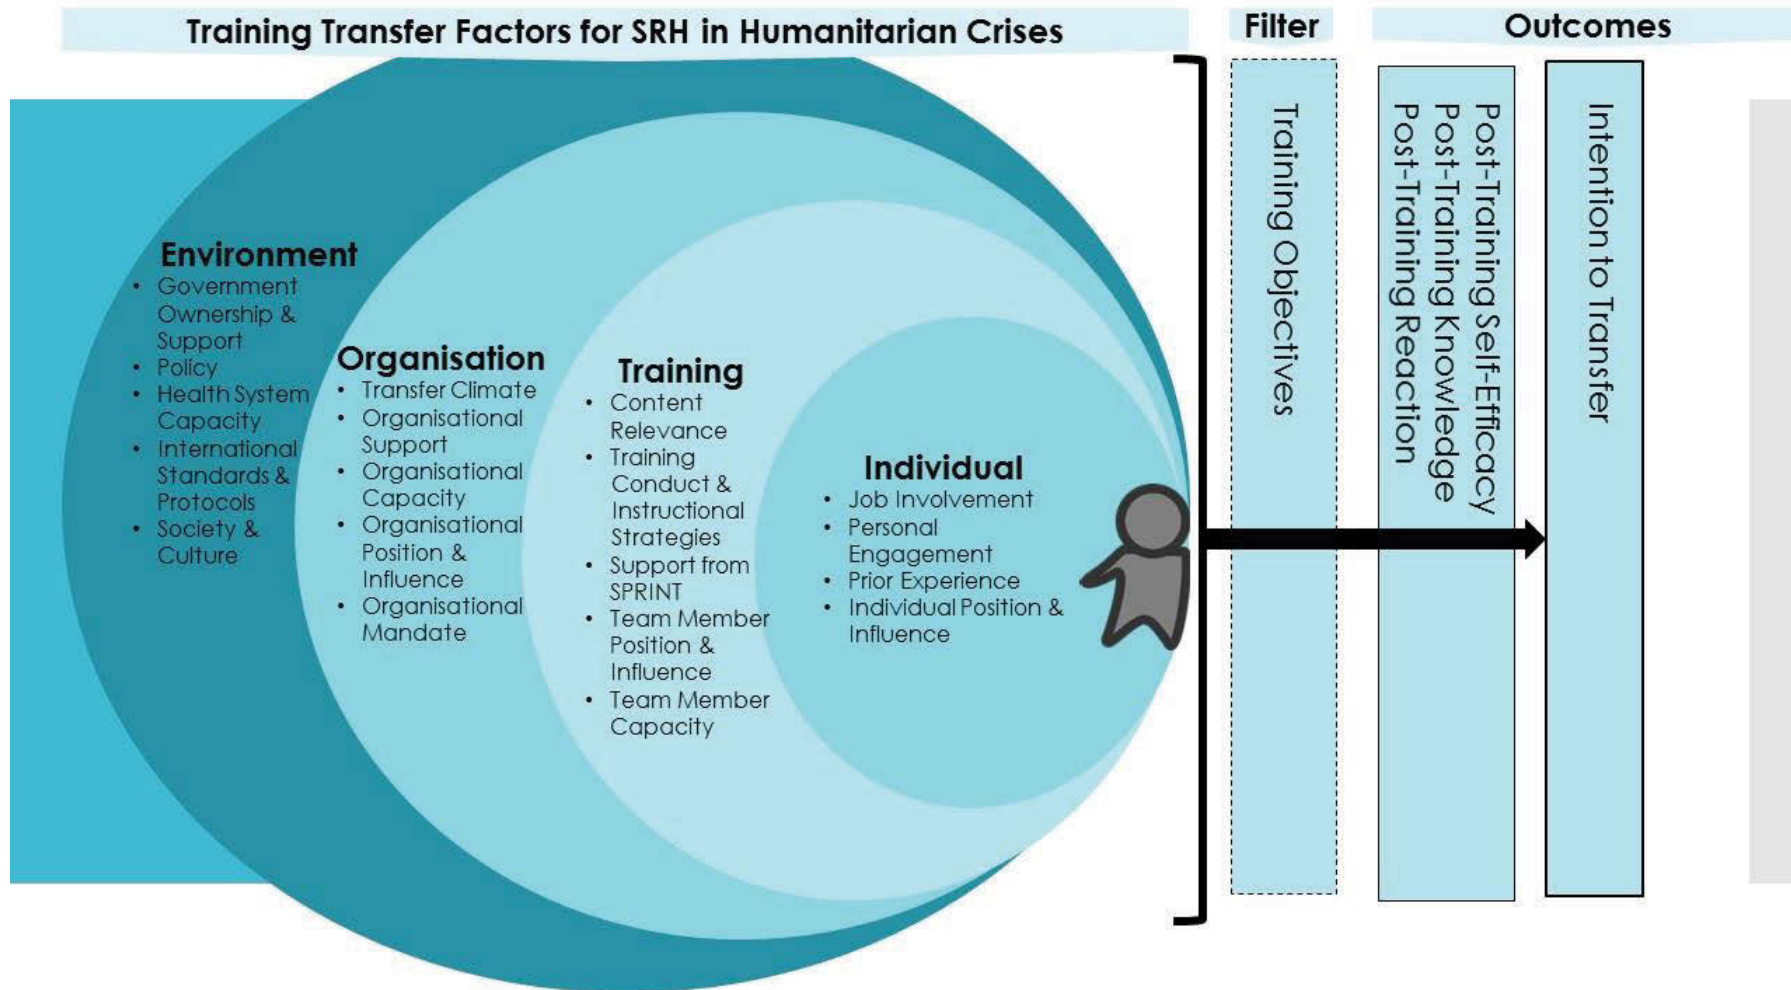 Training Transfer Factors for SRH in Humanitarian Crises
Filter
Outcomes
Environment
• Government
Ownership &
Support
• Policy
• Health System
Capacity
• International
Standards &
Protocols
• Society &
Culture
Organisation
• Transfer Climate
• Organisational
Support
• Organisational
Capacity
• Organisational
Position &
Influence
• Organisational
Mandate
Training
• Content
Relevance
• Training
Conduct &
Instructional
Strategies
• Support from
SPRINT
• Team Member
Position &
Influence
• Team Member
Capacity
Individual
• Job Involvement
• Personal
Engagement
• Prior Experience
• Individual Position &
Influence
Training Objectives
Post-Training Self-Efficacy
Post-Training Knowledge
Post-Training Reaction
Intention to Transfer